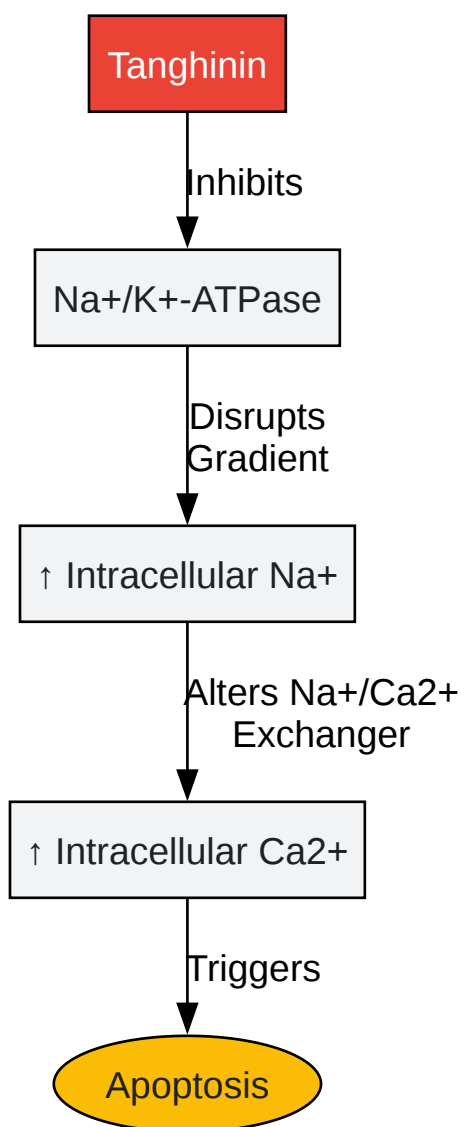 Tanghinin
Inhibits
Na+/K+-ATPase
Disrupts
Gradient
↑ Intracellular Na+
Alters Na+/Ca2+
Exchanger
↑ Intracellular Ca2+
Triggers
Apoptosis